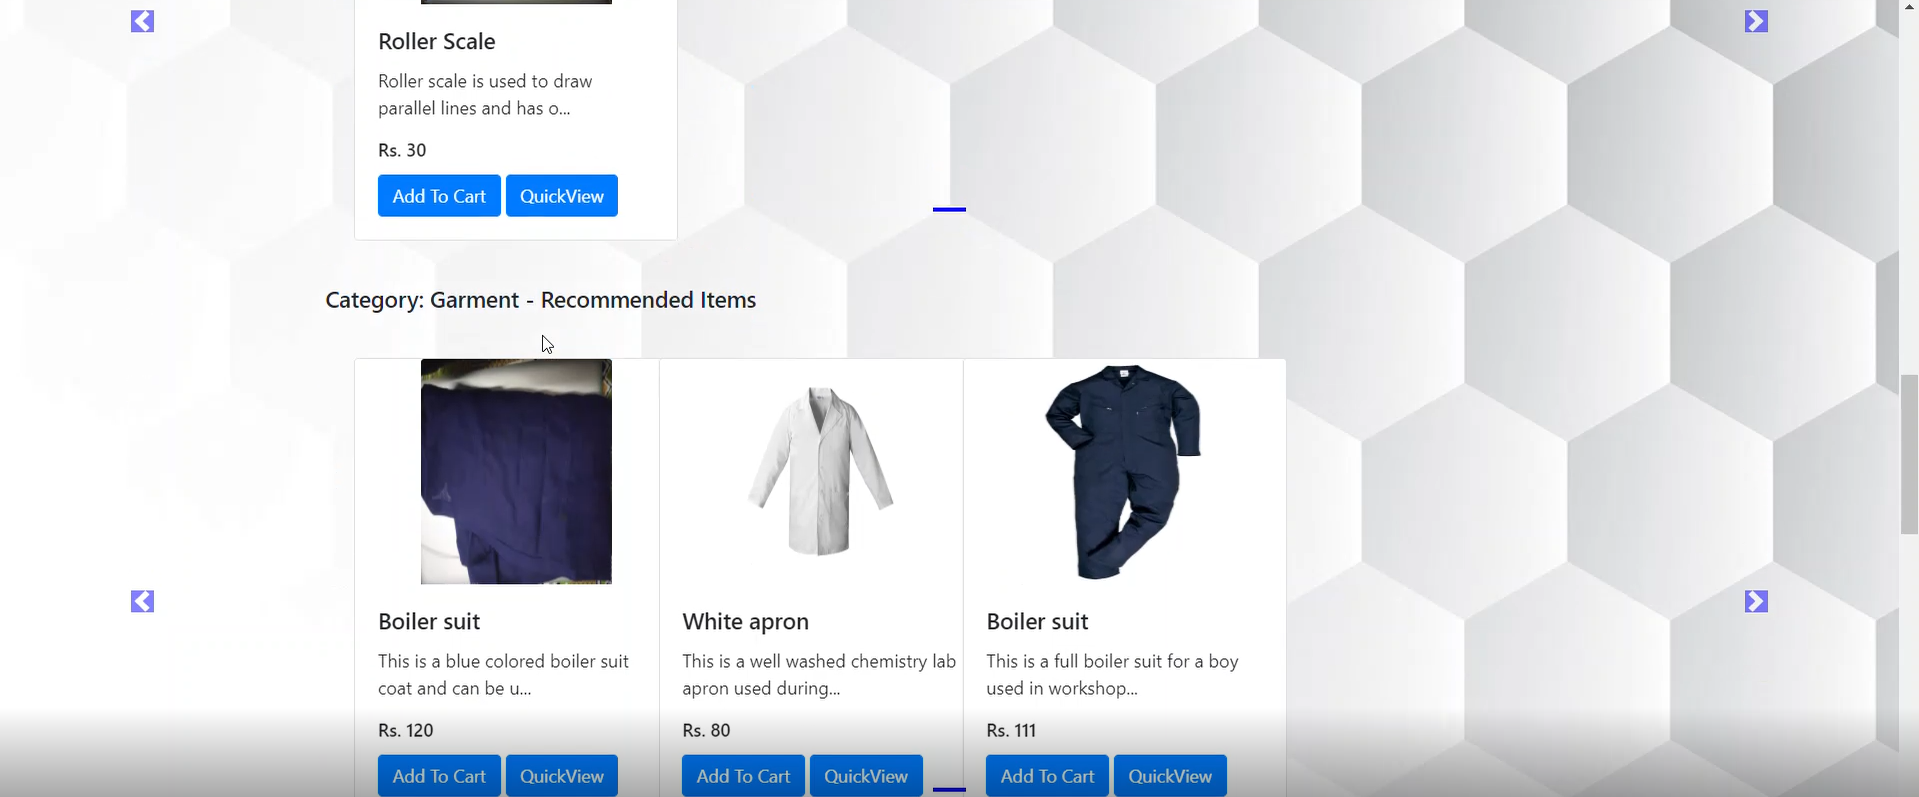 Roller Scale
Roller scale is used to draw
parallel lines and has o...
Rs. 30
Add To Cart QuickView
Category: Garment - Recommended Items
Boiler suit
This is a blue colored boiler suit
coat and can be u...
Rs. 120
Add To Cart QuickView
White apron
This is a well washed chemistry lab
apron used during...
Rs. 80
Add To Cart QuickView
Boiler suit
This is a full boiler suit for a boy
used in workshop...
Rs. 111
Add To Cart QuickView